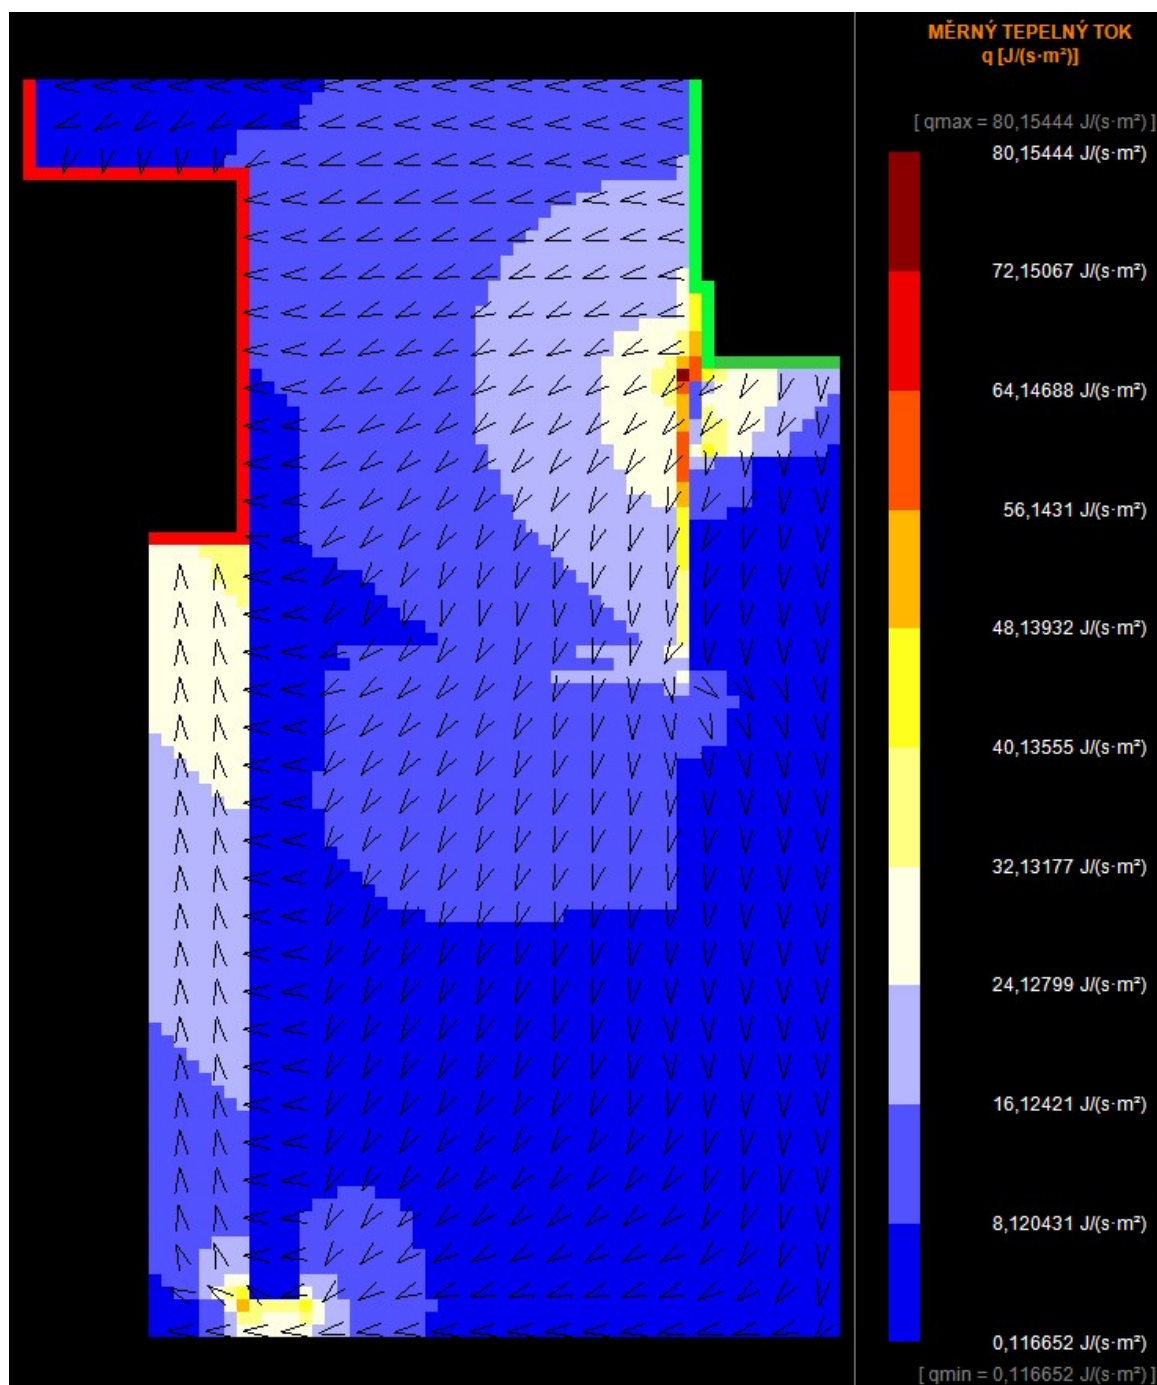 MĚRNÝ TEPELNÝ TOK
q [J/(s·m²)]
[ qmax = 80,15444 J/(s·m²) ]
80,15444 J/(s·m²)
72,15067 J/(s·m²)
64,14688 J/(s·m²)
56,1431 J/(s·m²)
48,13932 J/(s·m²)
40,13555 J/(s·m²)
32,13177 J/(s·m²)
24,12799 J/(s·m²)
16,12421 J/(s·m²)
8,120431 J/(s·m²)
0,116652 J/(s·m²)
[ qmin = 0,116652 J/(s·m²) ]